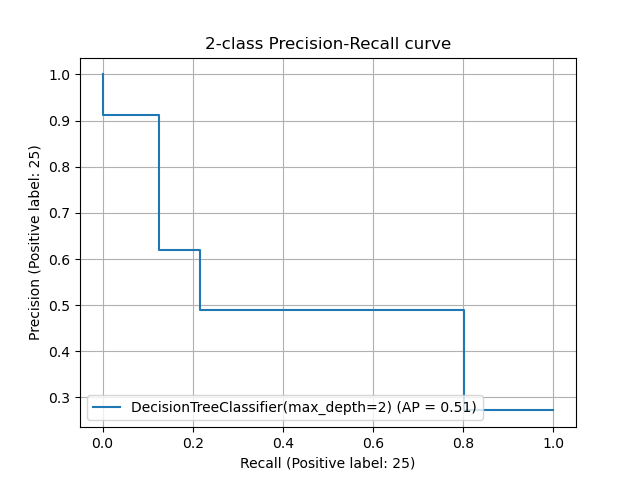 2-class Precision-Recall curve
1.0
0.9
0.8
0.7
0.6
0.5
0.4
0.3
Precision (Positive label: 25)
DecisionTreeClassifier(max_depth=2) (AP = 0.51)
0.0 0.2 0.4 0.6 0.8 1.0
Recall (Positive label: 25)